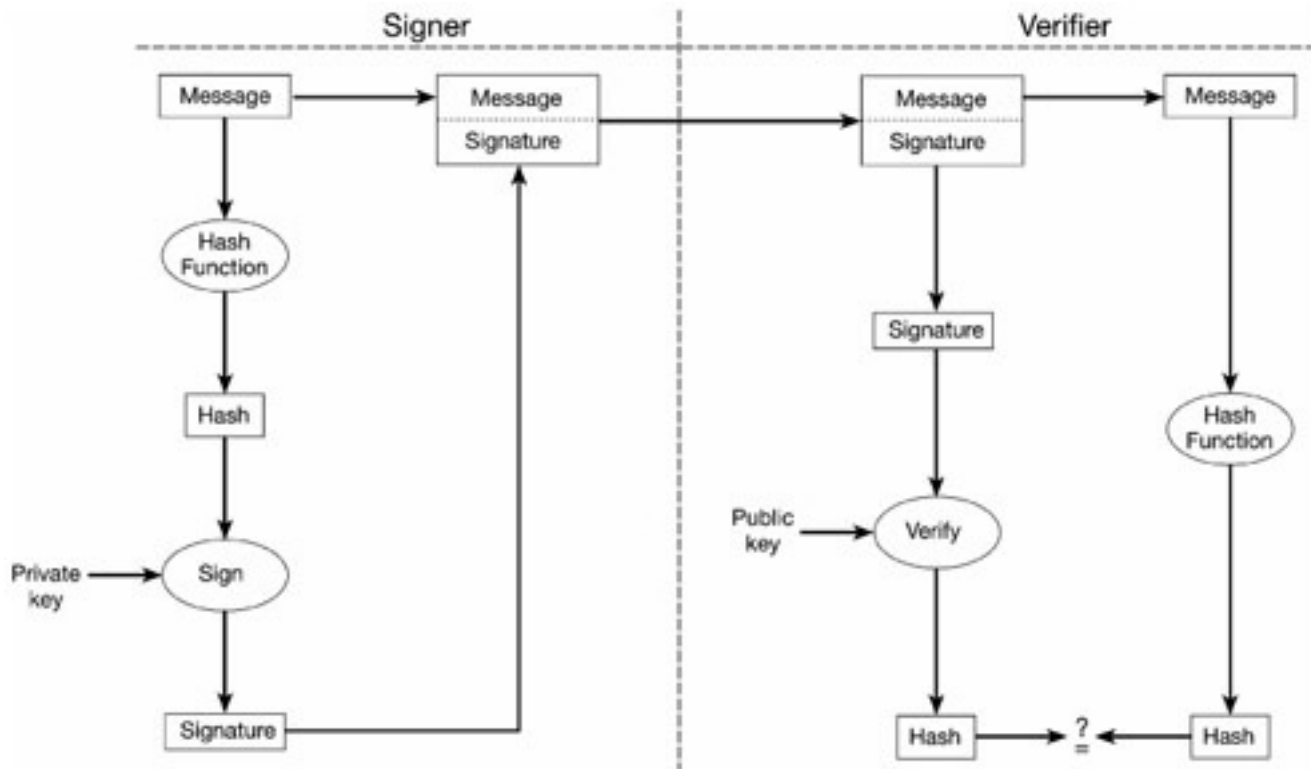 Signer
Message
Message
Signature
Hash
Function
Hash
Private
key
Sign
Signature
Verifier
Message
Signature
Message
Signature
Hash
Function
Public
key
Verify
Hash
?
=
Hash